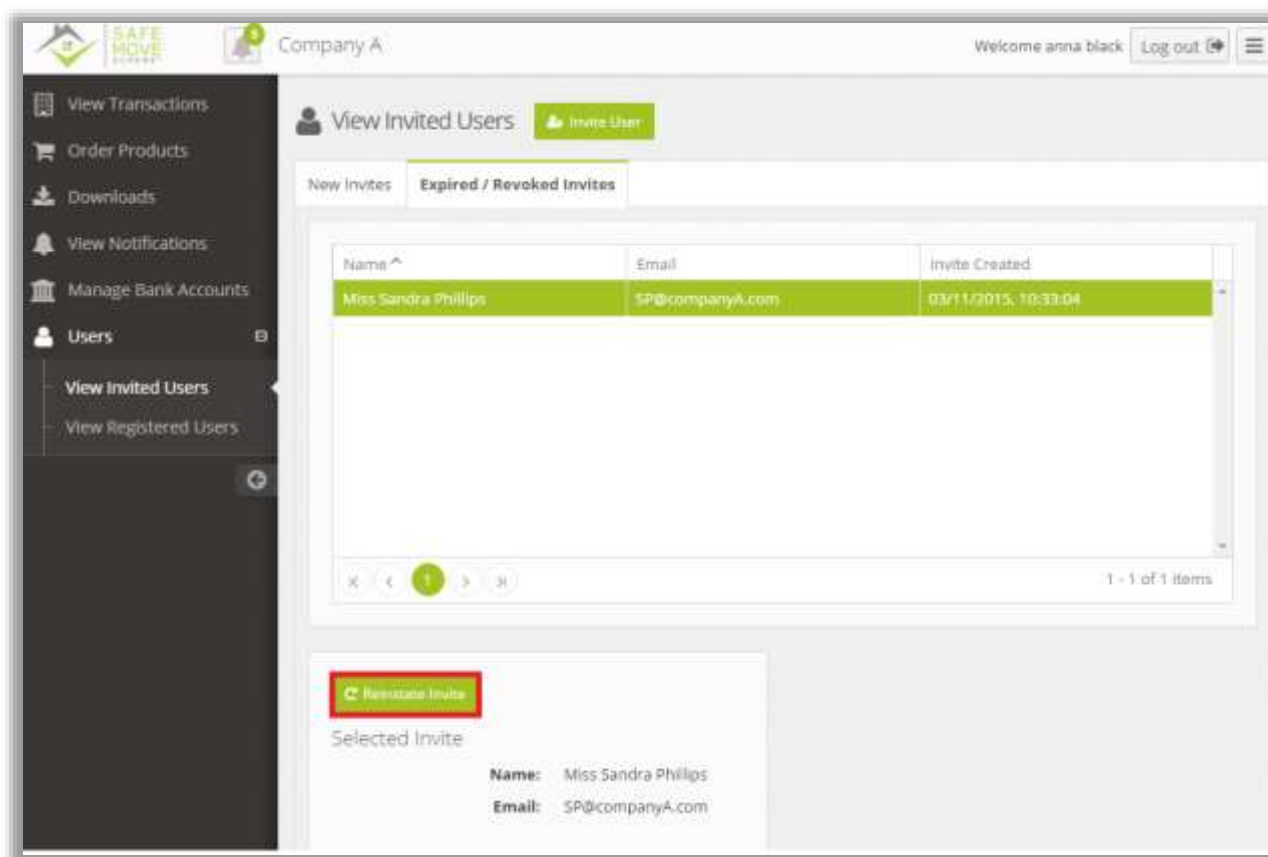 SAFE
MOVE
SCHEME
5
Company A
Welcome anna black
Log out
View Transactions
Order Products
Downloads
View Notifications
Manage Bank Accounts
Users
View Invited Users
View Registered Users
View Invited Users
Invite User
New Invites
Expired / Revoked Invites
Name Email Invite Created
Miss Sandra Phillips SP@companyA.com 03/11/2015, 10:33:04
1
1 - 1 of 1 items
Reinstate Invite
Selected Invite
Name: Miss Sandra Phillips
Email: SP@companyA.com